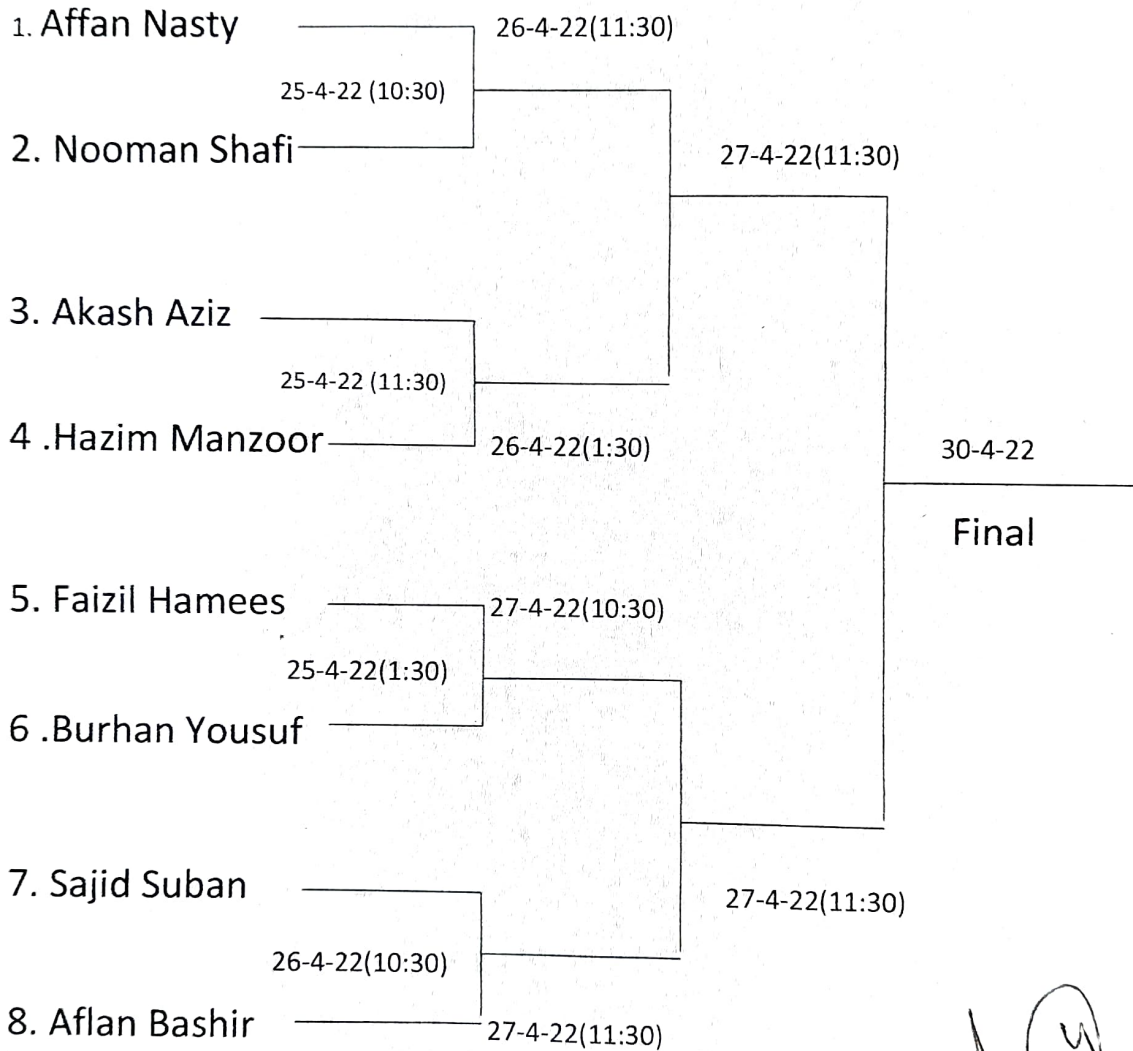 1. Affan Nasty
26-4-22(11:30)
25-4-22 (10:30)
2. Nooman Shafi
27-4-22(11:30)
3. Akash Aziz
25-4-22 (11:30)
4 .Hazim Manzoor
26-4-22(1:30)
30-4-22
Final
5. Faizil Hamees
27-4-22(10:30)
25-4-22(1:30)
6 .Burhan Yousuf
7. Sajid Suban
27-4-22(11:30)
26-4-22(10:30)
8. Aflan Bashir
27-4-22(11:30)